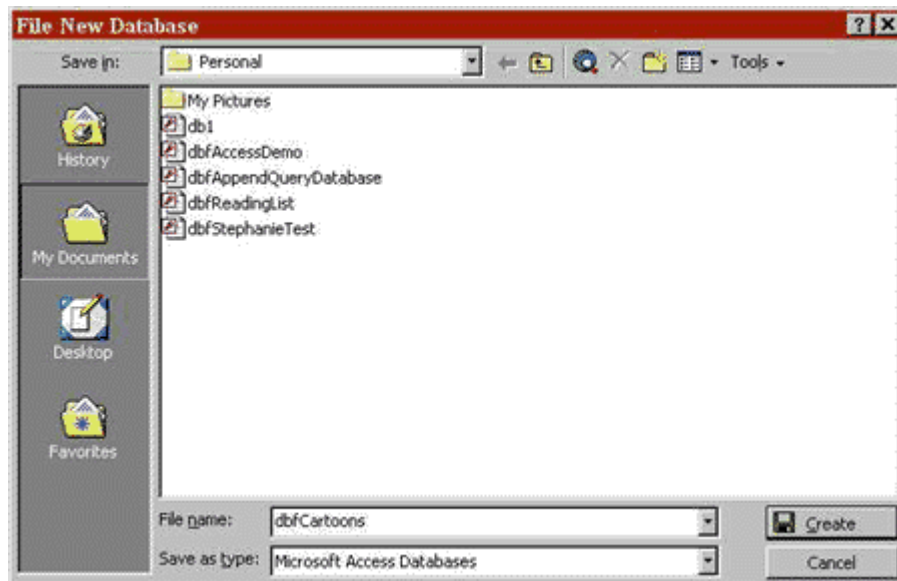 File New Database
Save in: Personal Tools
My Pictures
db1
dbfAccessDemo
dbfAppendQueryDatabase
dbfReadingList
dbfStephanieTest
History
My Documents
Desktop
Favorites
File name: dbfCartoons Create
Save as type: Microsoft Access Databases Cancel